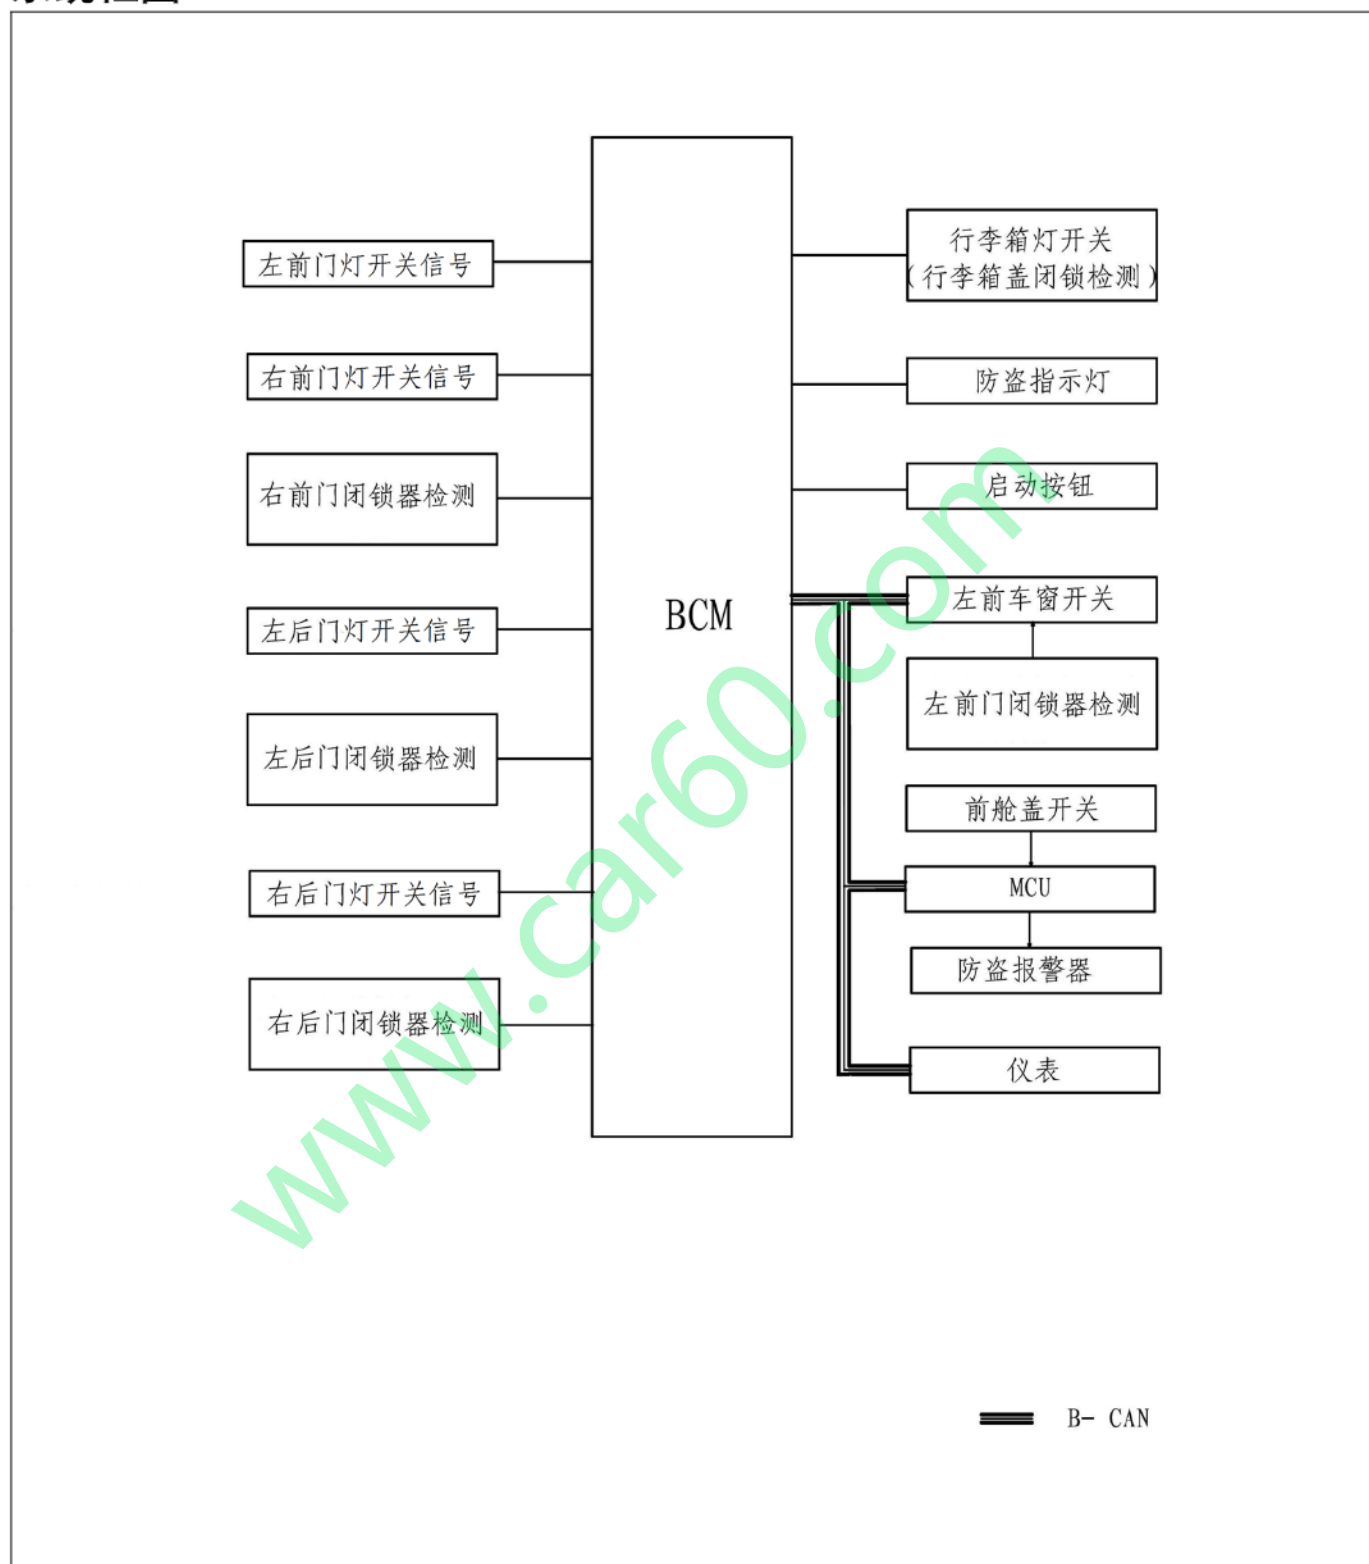 左前门灯开关信号
右前门灯开关信号
右前门闭锁器检测
左后门灯开关信号
左后门闭锁器检测
右后门灯开关信号
右后门闭锁器检测
BCM
行李箱灯开关
(行李箱盖闭锁检测)
防盗指示灯
启动按钮
左前车窗开关
左前门闭锁器检测
前舱盖开关
MCU
防盗报警器
仪表
B- CAN
www.car60.com